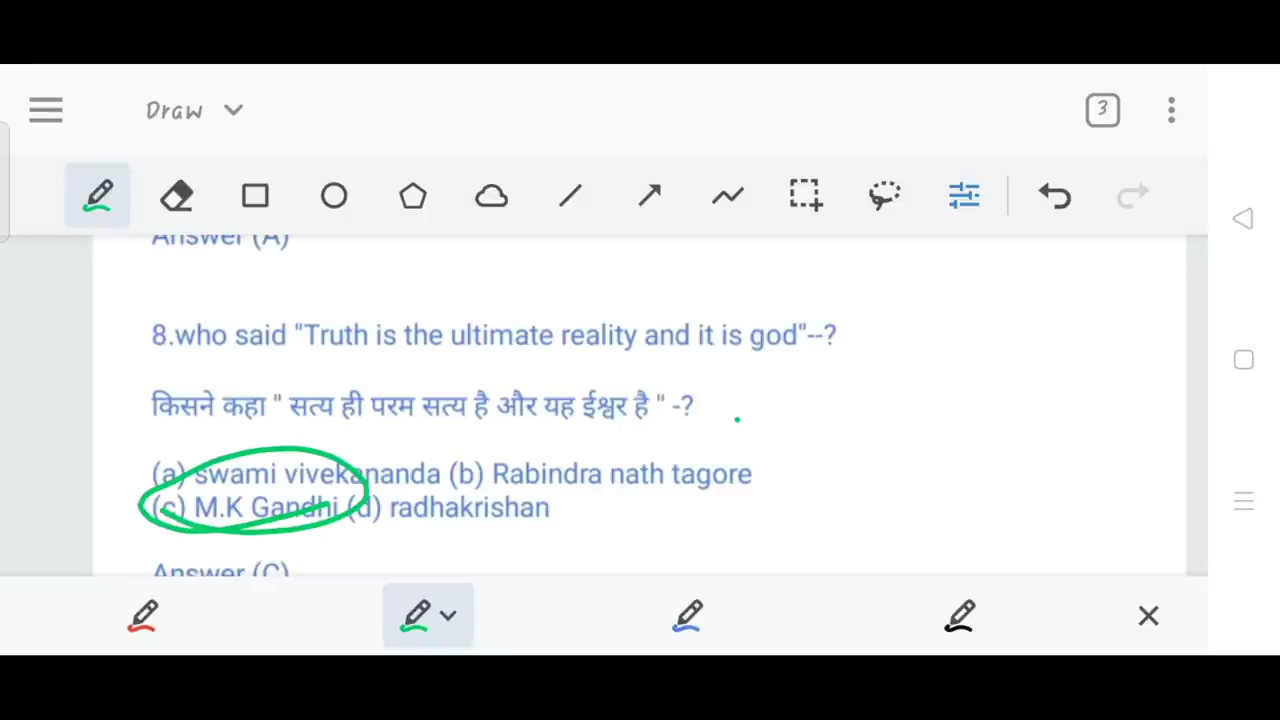 Draw
3
Answer (A)
8.who said "Truth is the ultimate reality and it is god"--?
किसने कहा " सत्य ही परम सत्य है और यह ईश्वर है " -?
(a) swami vivekananda (b) Rabindra nath tagore
(c) M.K Gandhi (d) radhakrishan
Answer (C)